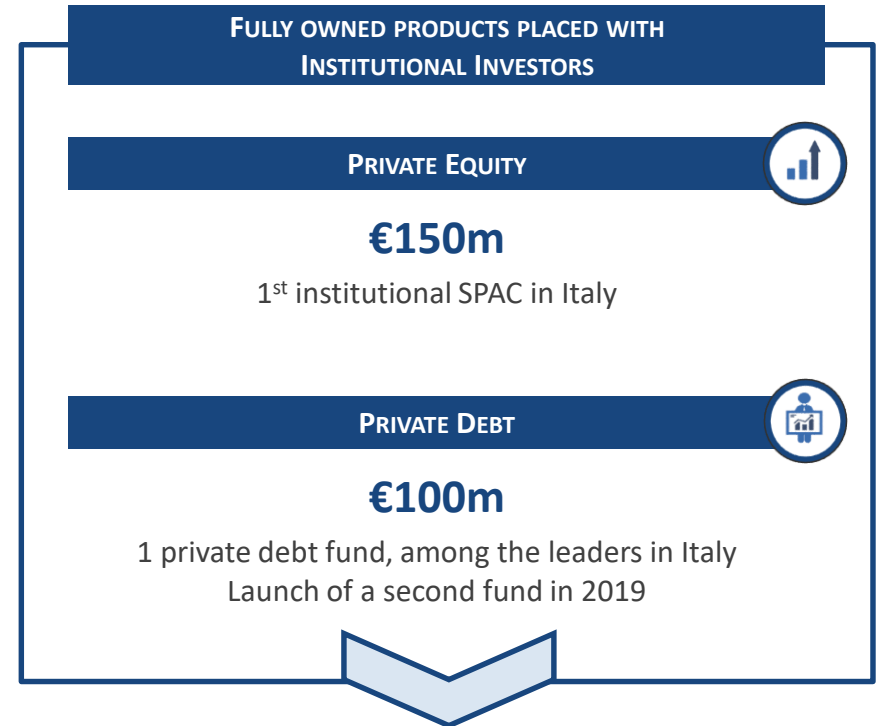 FULLY OWNED PRODUCTS PLACED WITH
INSTITUTIONAL INVESTORS
PRIVATE EQUITY
€150m
1st institutional SPAC in Italy
PRIVATE DEBT
€100m
1 private debt fund, among the leaders in Italy
Launch of a second fund in 2019